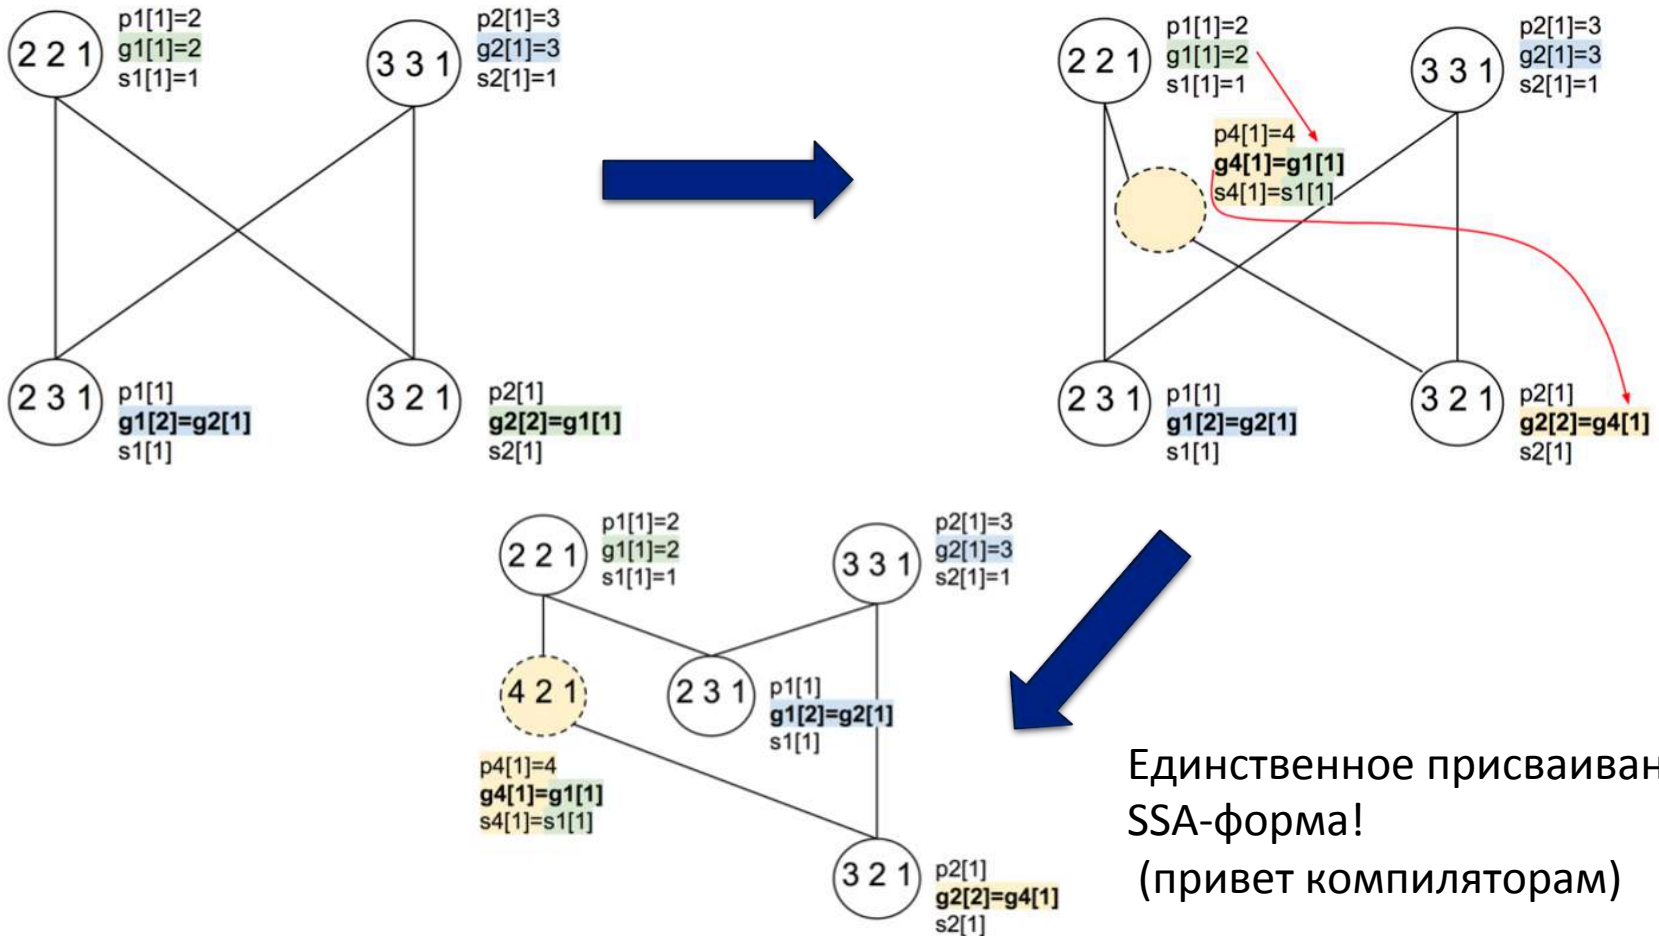 2 2 1
p1[1]=2
g1[1]=2
s1[1]=1
3 3 1
p2[1]=3
g2[1]=3
s2[1]=1
2 3 1
p1[1]
g1[2]=g2[1]
s1[1]
3 2 1
p2[1]
g2[2]=g1[1]
s2[1]
2 2 1
p1[1]=2
g1[1]=2
s1[1]=1
3 3 1
p2[1]=3
g2[1]=3
s2[1]=1
p4[1]=4
g4[1]=g1[1]
s4[1]=s1[1]
2 3 1
p1[1]
g1[2]=g2[1]
s1[1]
3 2 1
p2[1]
g2[2]=g4[1]
s2[1]
2 2 1
p1[1]=2
g1[1]=2
s1[1]=1
3 3 1
p2[1]=3
g2[1]=3
s2[1]=1
4 2 1
p4[1]=4
g4[1]=g1[1]
s4[1]=s1[1]
2 3 1
p1[1]
g1[2]=g2[1]
s1[1]
3 2 1
p2[1]
g2[2]=g4[1]
s2[1]
Единственное присваиван
SSA-форма!
(привет компиляторам)